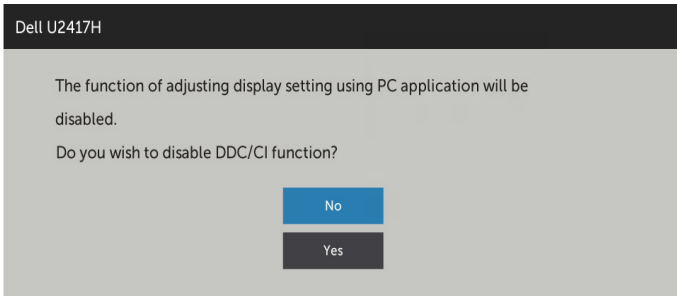 Dell U2417H
The function of adjusting display setting using PC application will be
disabled.
Do you wish to disable DDC/CI function?
No
Yes